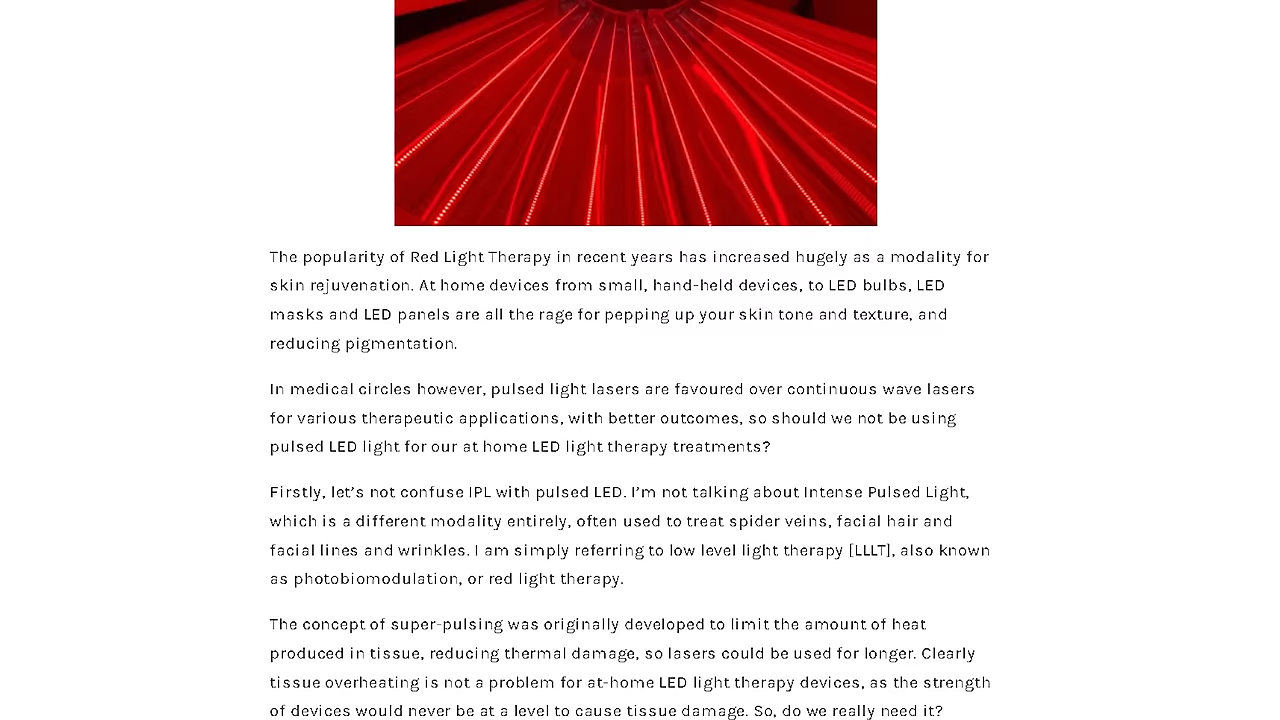 The popularity of Red Light Therapy in recent years has increased hugely as a modality for
skin rejuvenation. At home devices from small, hand-held devices, to LED bulbs, LED
masks and LED panels are all the rage for pepping up your skin tone and texture, and
reducing pigmentation.
In medical circles however, pulsed light lasers are favoured over continuous wave lasers
for various therapeutic applications, with better outcomes, so should we not be using
pulsed LED light for our at home LED light therapy treatments?
Firstly, let’s not confuse IPL with pulsed LED. I’m not talking about Intense Pulsed Light,
which is a different modality entirely, often used to treat spider veins, facial hair and
facial lines and wrinkles. I am simply referring to low level light therapy [LLLT], also known
as photobiomodulation, or red light therapy.
The concept of super-pulsing was originally developed to limit the amount of heat
produced in tissue, reducing thermal damage, so lasers could be used for longer. Clearly
tissue overheating is not a problem for at-home LED light therapy devices, as the strength
of devices would never be at a level to cause tissue damage. So, do we really need it?